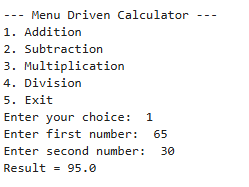 --- Menu Driven Calculator ---
1. Addition
2. Subtraction
3. Multiplication
4. Division
5. Exit
Enter your choice:  1
Enter first number:  65
Enter second number:  30
Result = 95.0